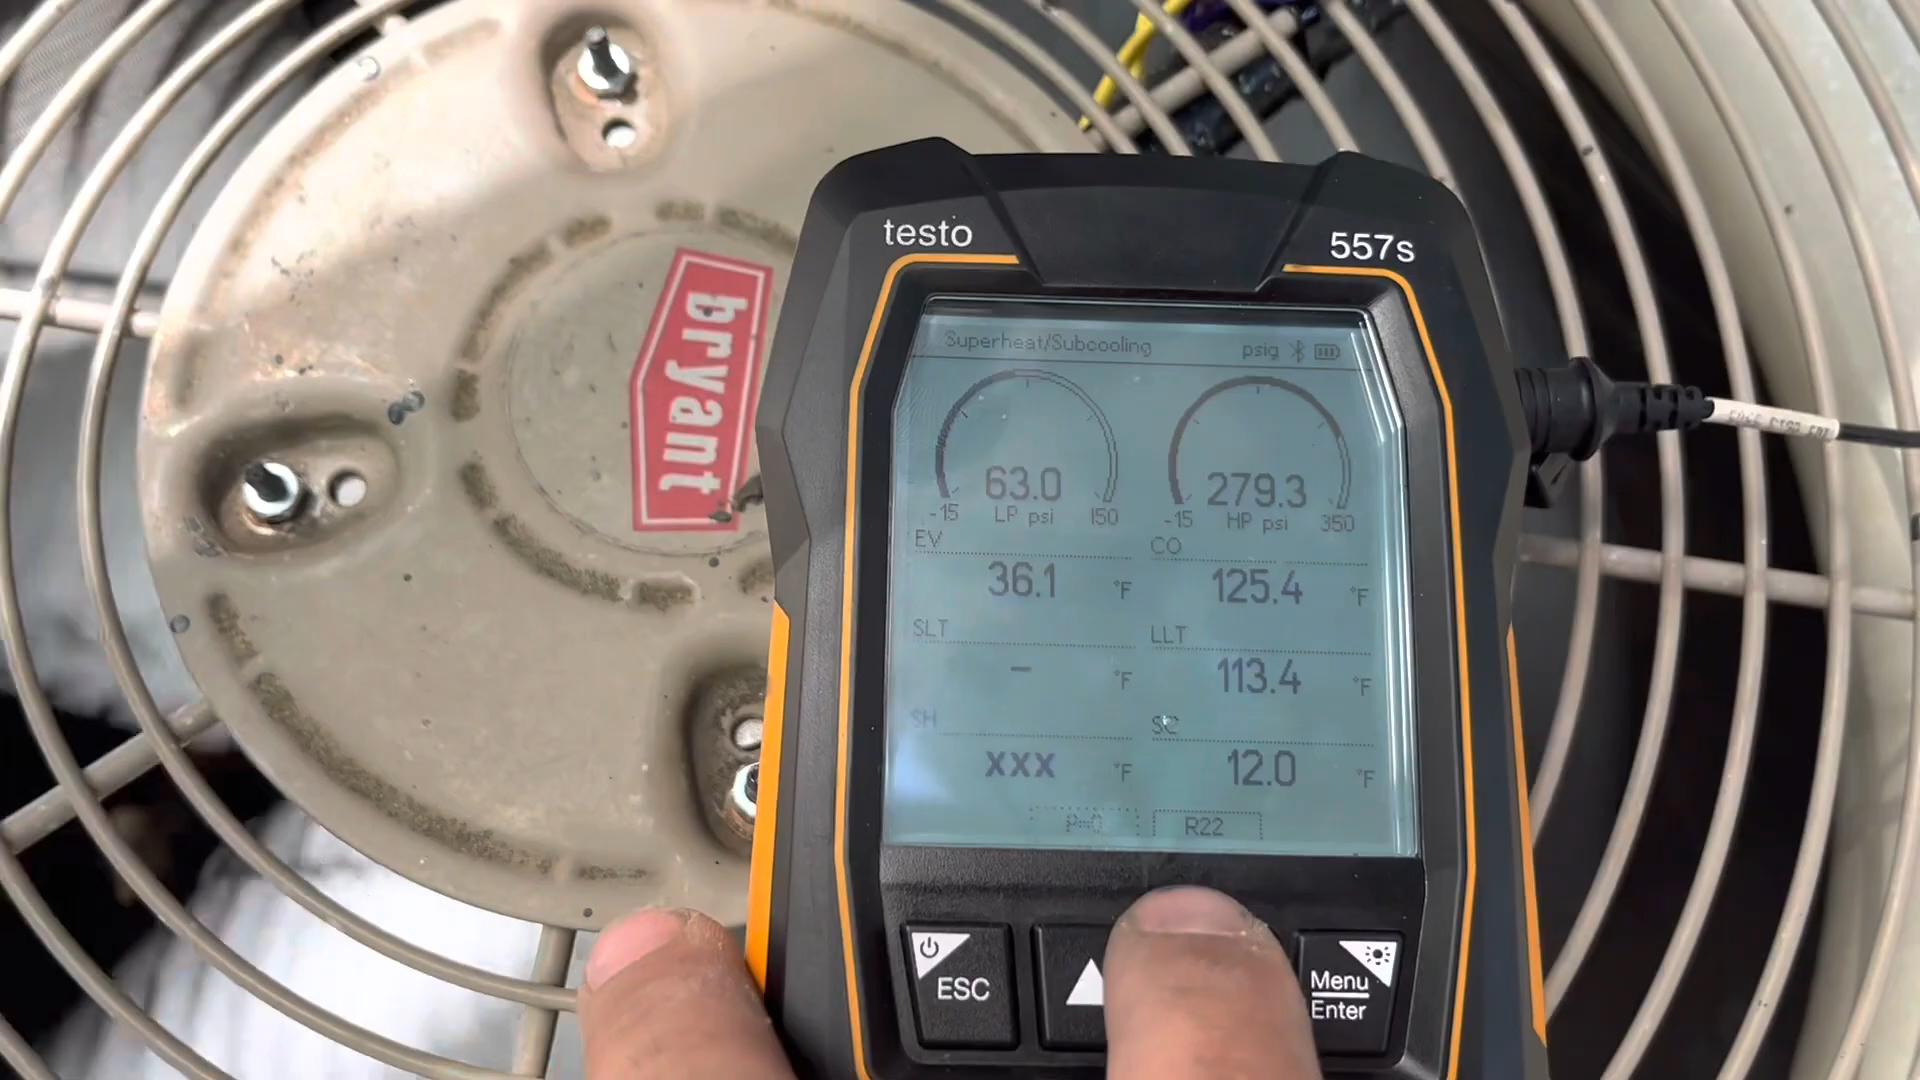 testo
557s
bryant
Superheat/Subcooling psig
63.0
279.3
-15 LP psi 150
-15 HP psi 350
EV
CO
36.1 °F
125.4 °F
SLT
LLT
- °F
113.4 °F
SH
SC
xxx °F
12.0 °F
P=0
R22
ESC
Menu
Enter